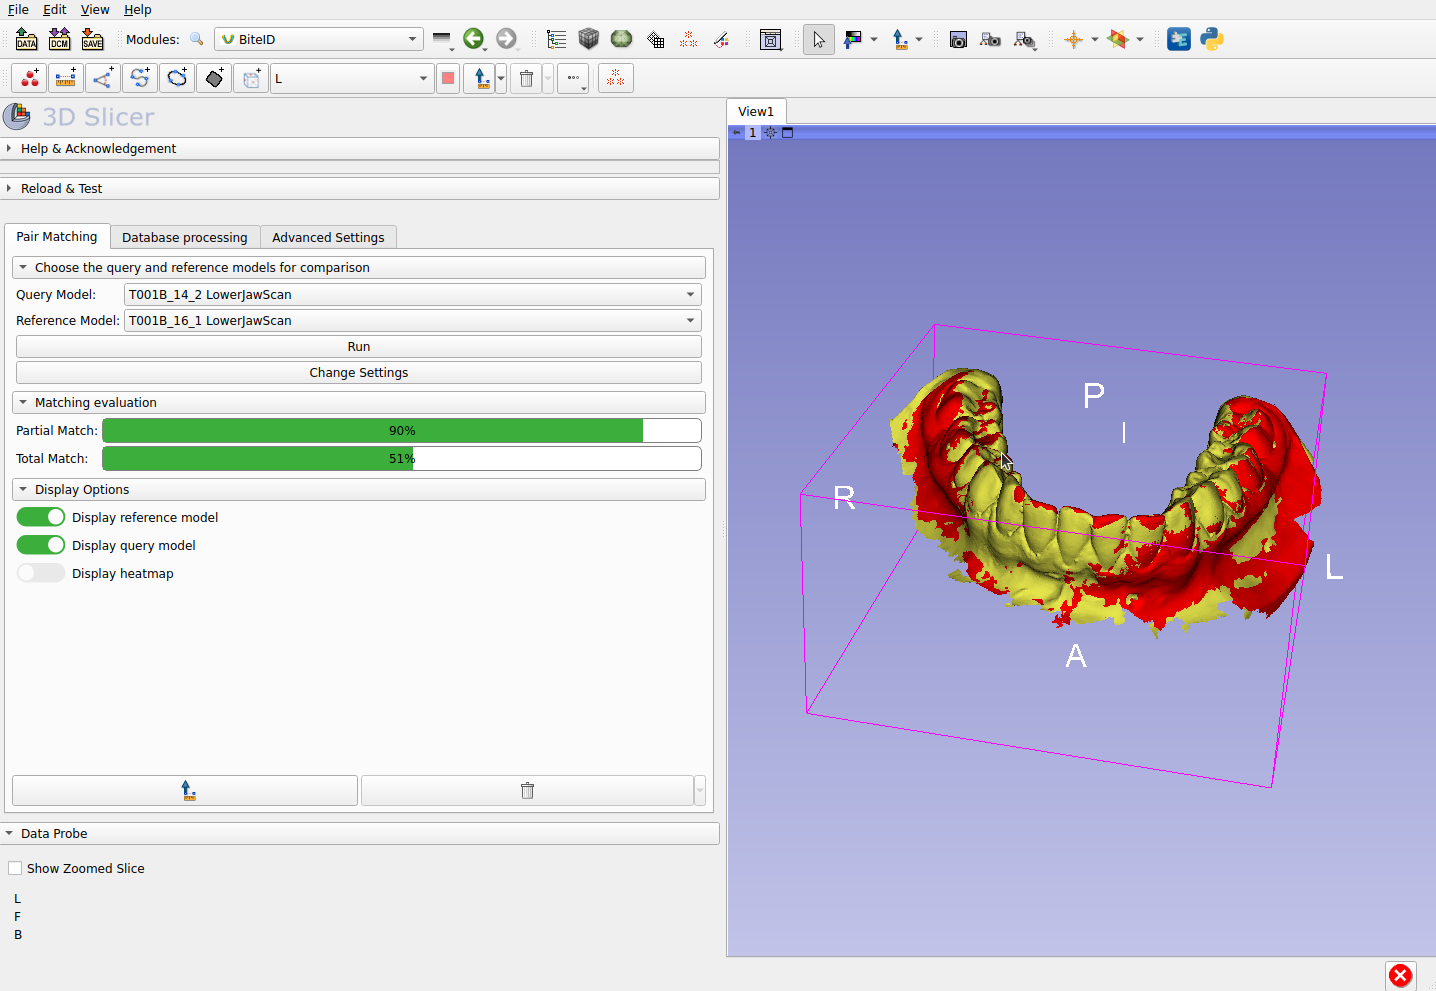 File Edit View Help
DATA DCM SAVE Modules: BiteID
L
3D Slicer
Help & Acknowledgement
Reload & Test
Pair Matching Database processing Advanced Settings
Choose the query and reference models for comparison
Query Model: T001B_14_2 LowerJawScan
Reference Model: T001B_16_1 LowerJawScan
Run
Change Settings
Matching evaluation
Partial Match: 90%
Total Match: 51%
Display Options
Display reference model
Display query model
Display heatmap
Data Probe
Show Zoomed Slice
L
F
B
View1
1
P
I
R
L
A